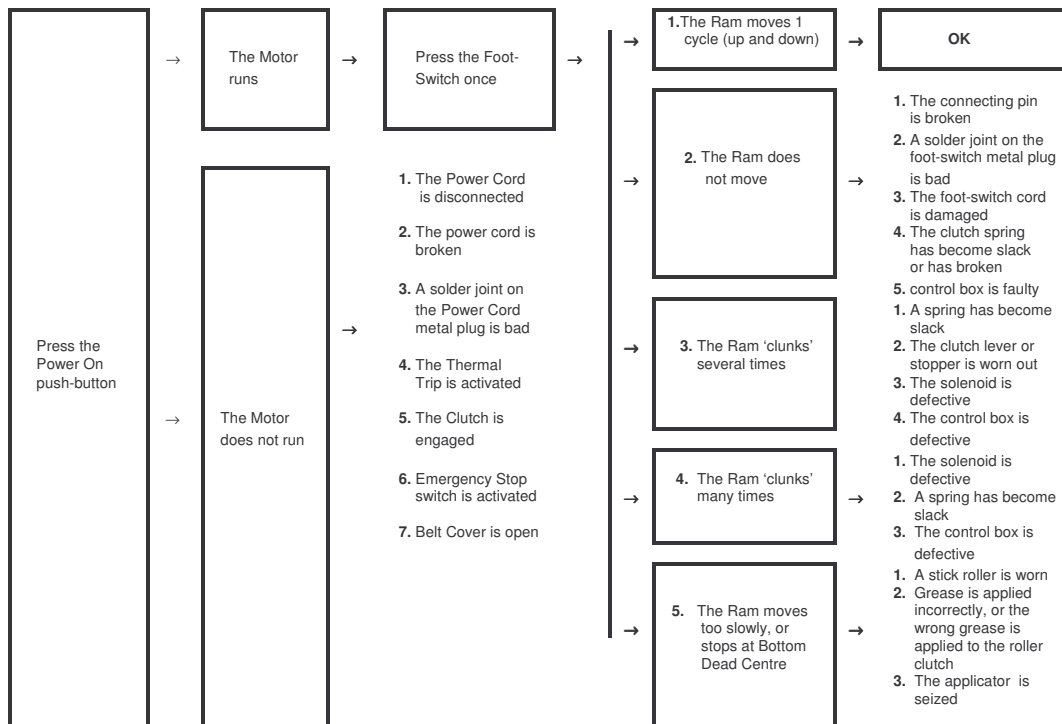 Press the
Power On
push-button
→
The Motor
runs
→
Press the Foot-
Switch once
→
→
The Motor
does not run
→
1. The Power Cord
is disconnected
2. The power cord is
broken
3. A solder joint on
the Power Cord
metal plug is bad
4. The Thermal
Trip is activated
5. The Clutch is
engaged
6. Emergency Stop
switch is activated
7. Belt Cover is open
→
1.The Ram moves 1
cycle (up and down)
→
OK
→
2. The Ram does
not move
→
1. The connecting pin
is broken
2. A solder joint on the
foot-switch metal plug
is bad
3. The foot-switch cord
is damaged
4. The clutch spring
has become slack
or has broken
5. control box is faulty
→
3. The Ram 'clunks'
several times
1. A spring has become
slack
2. The clutch lever or
stopper is worn out
3. The solenoid is
defective
4. The control box is
defective
→
4. The Ram 'clunks'
many times
→
1. The solenoid is
defective
2. A spring has become
slack
3. The control box is
defective
→
5. The Ram moves
too slowly, or
stops at Bottom
Dead Centre
→
1. A stick roller is worn
2. Grease is applied
incorrectly, or the
wrong grease is
applied to the roller
clutch
3. The applicator is
seized